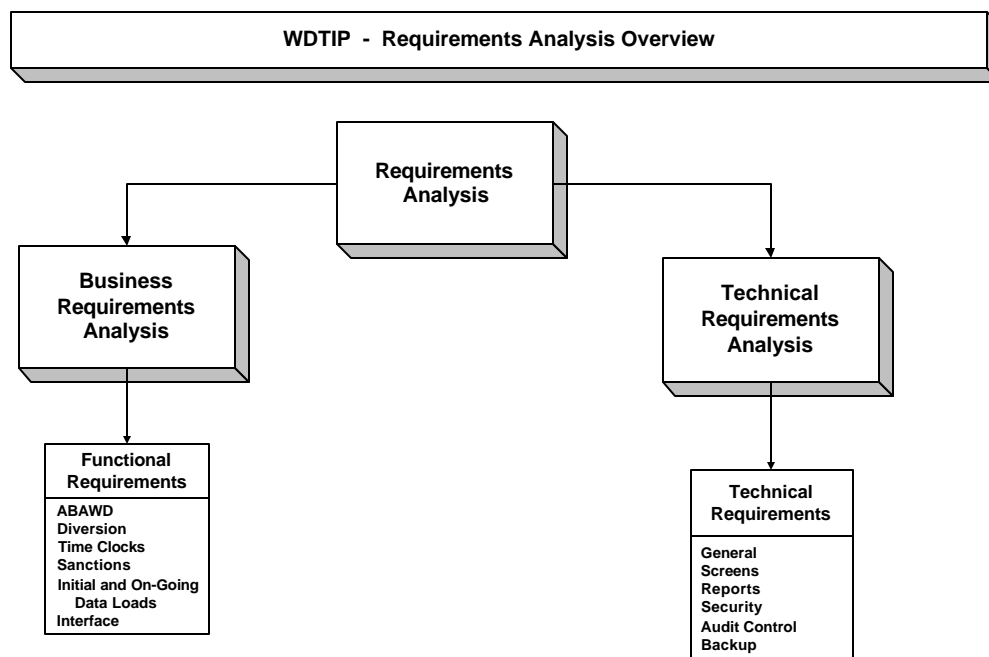 WDTIP - Requirements Analysis Overview
Requirements
Analysis
Business
Requirements
Analysis
Technical
Requirements
Analysis
Functional
Requirements
ABAWD
Diversion
Time Clocks
Sanctions
Initial and On-Going
Data Loads
Interface
Technical
Requirements
General
Screens
Reports
Security
Audit Control
Backup